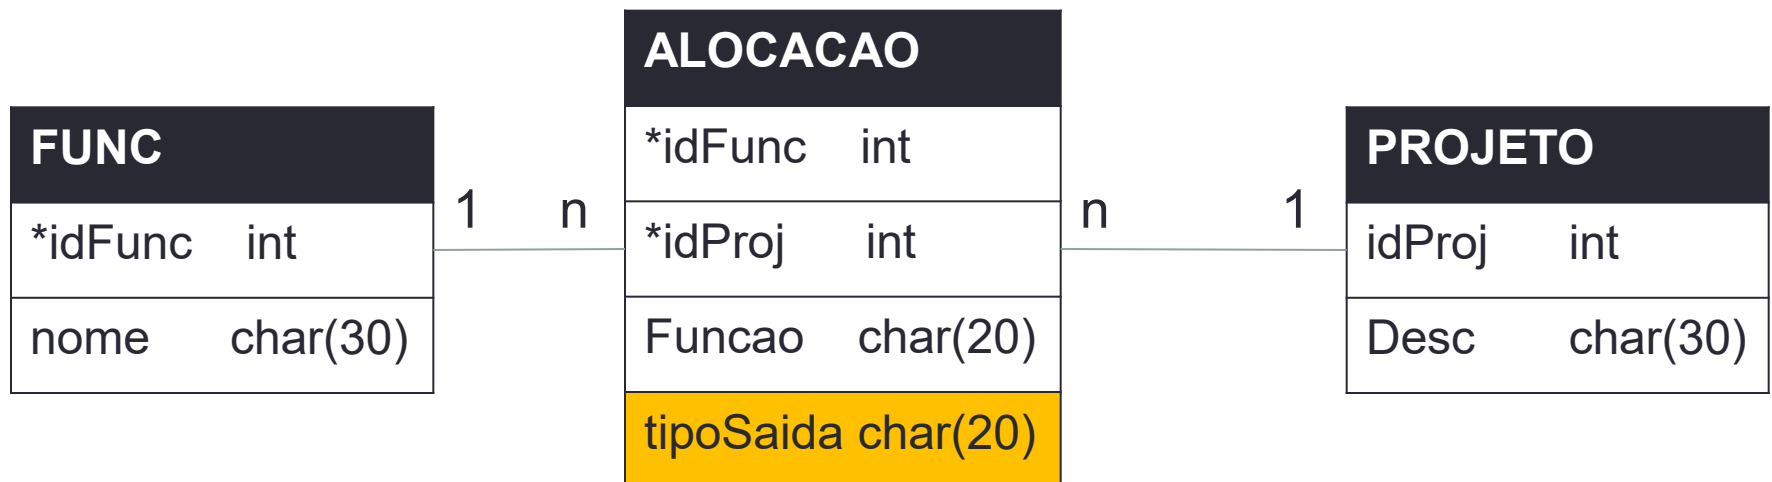 FUNC
*idFunc int
nome char(30)
1 n
ALOCACAO
*idFunc int
*idProj int
Funcao char(20)
tipoSaida char(20)
n 1
PROJETO
idProj int
Desc char(30)